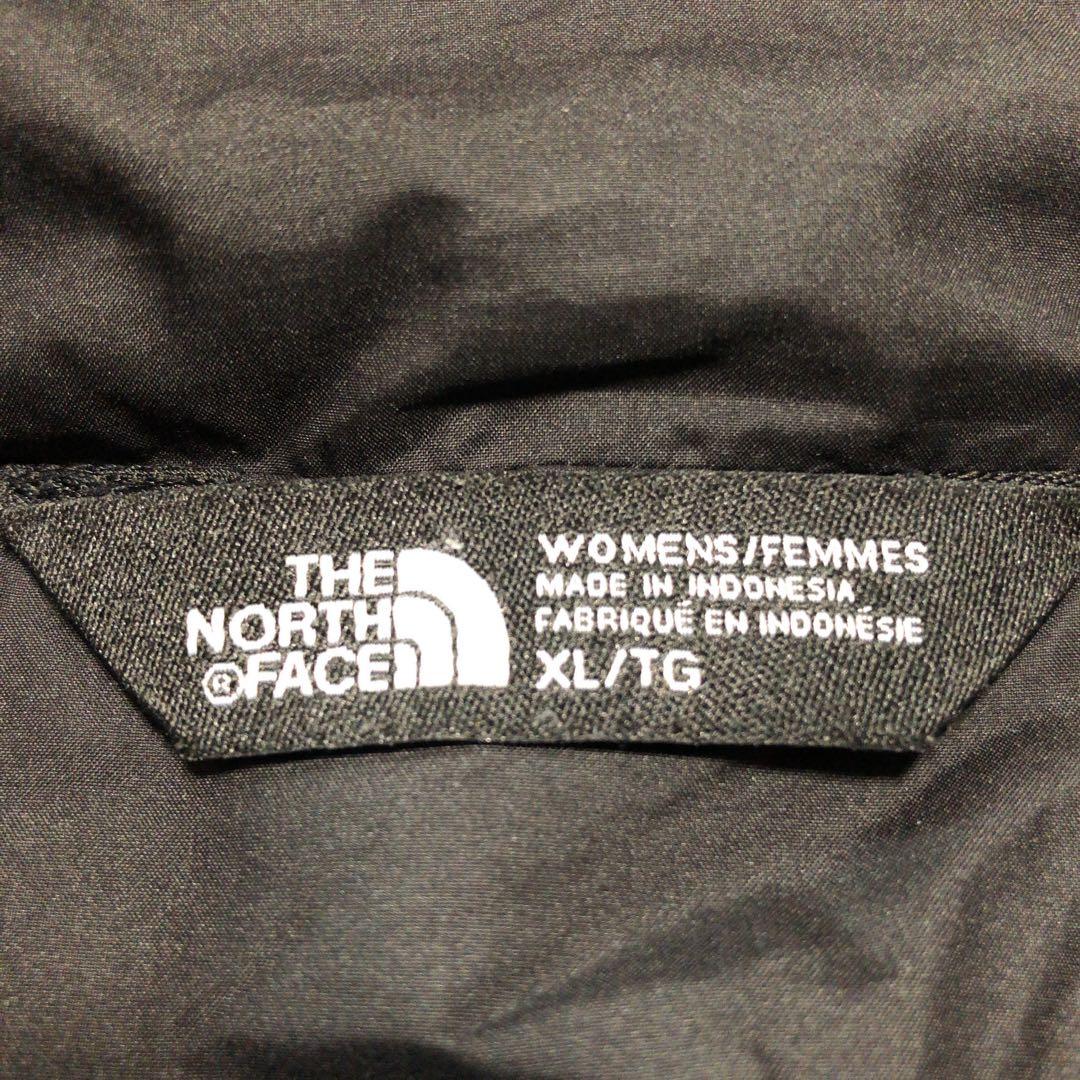 THE
NORTH
®FACE
WOMENS/FEMMES
MADE IN INDONESIA
FABRIQUÉ EN INDONÉSIE
XL/TG